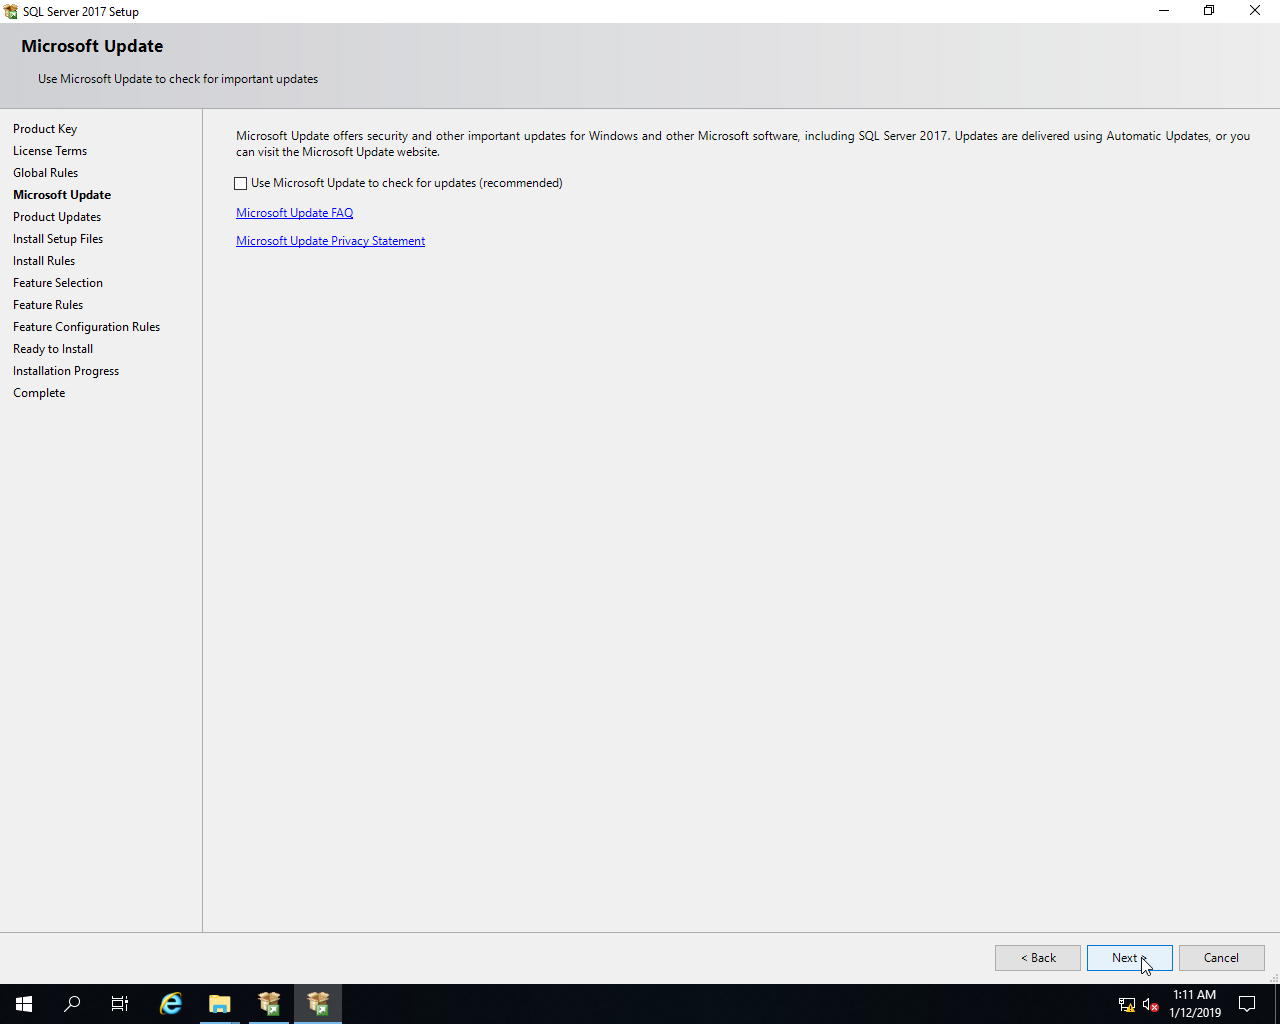 SQL Server 2017 Setup
Microsoft Update
Use Microsoft Update to check for important updates
Product Key
License Terms
Global Rules
Microsoft Update
Product Updates
Install Setup Files
Install Rules
Feature Selection
Feature Rules
Feature Configuration Rules
Ready to Install
Installation Progress
Complete
Microsoft Update offers security and other important updates for Windows and other Microsoft software, including SQL Server 2017. Updates are delivered using Automatic Updates, or you
can visit the Microsoft Update website.
Use Microsoft Update to check for updates (recommended)
Microsoft Update FAQ
Microsoft Update Privacy Statement
< Back
Next >
Cancel
1:11 AM
1/12/2019